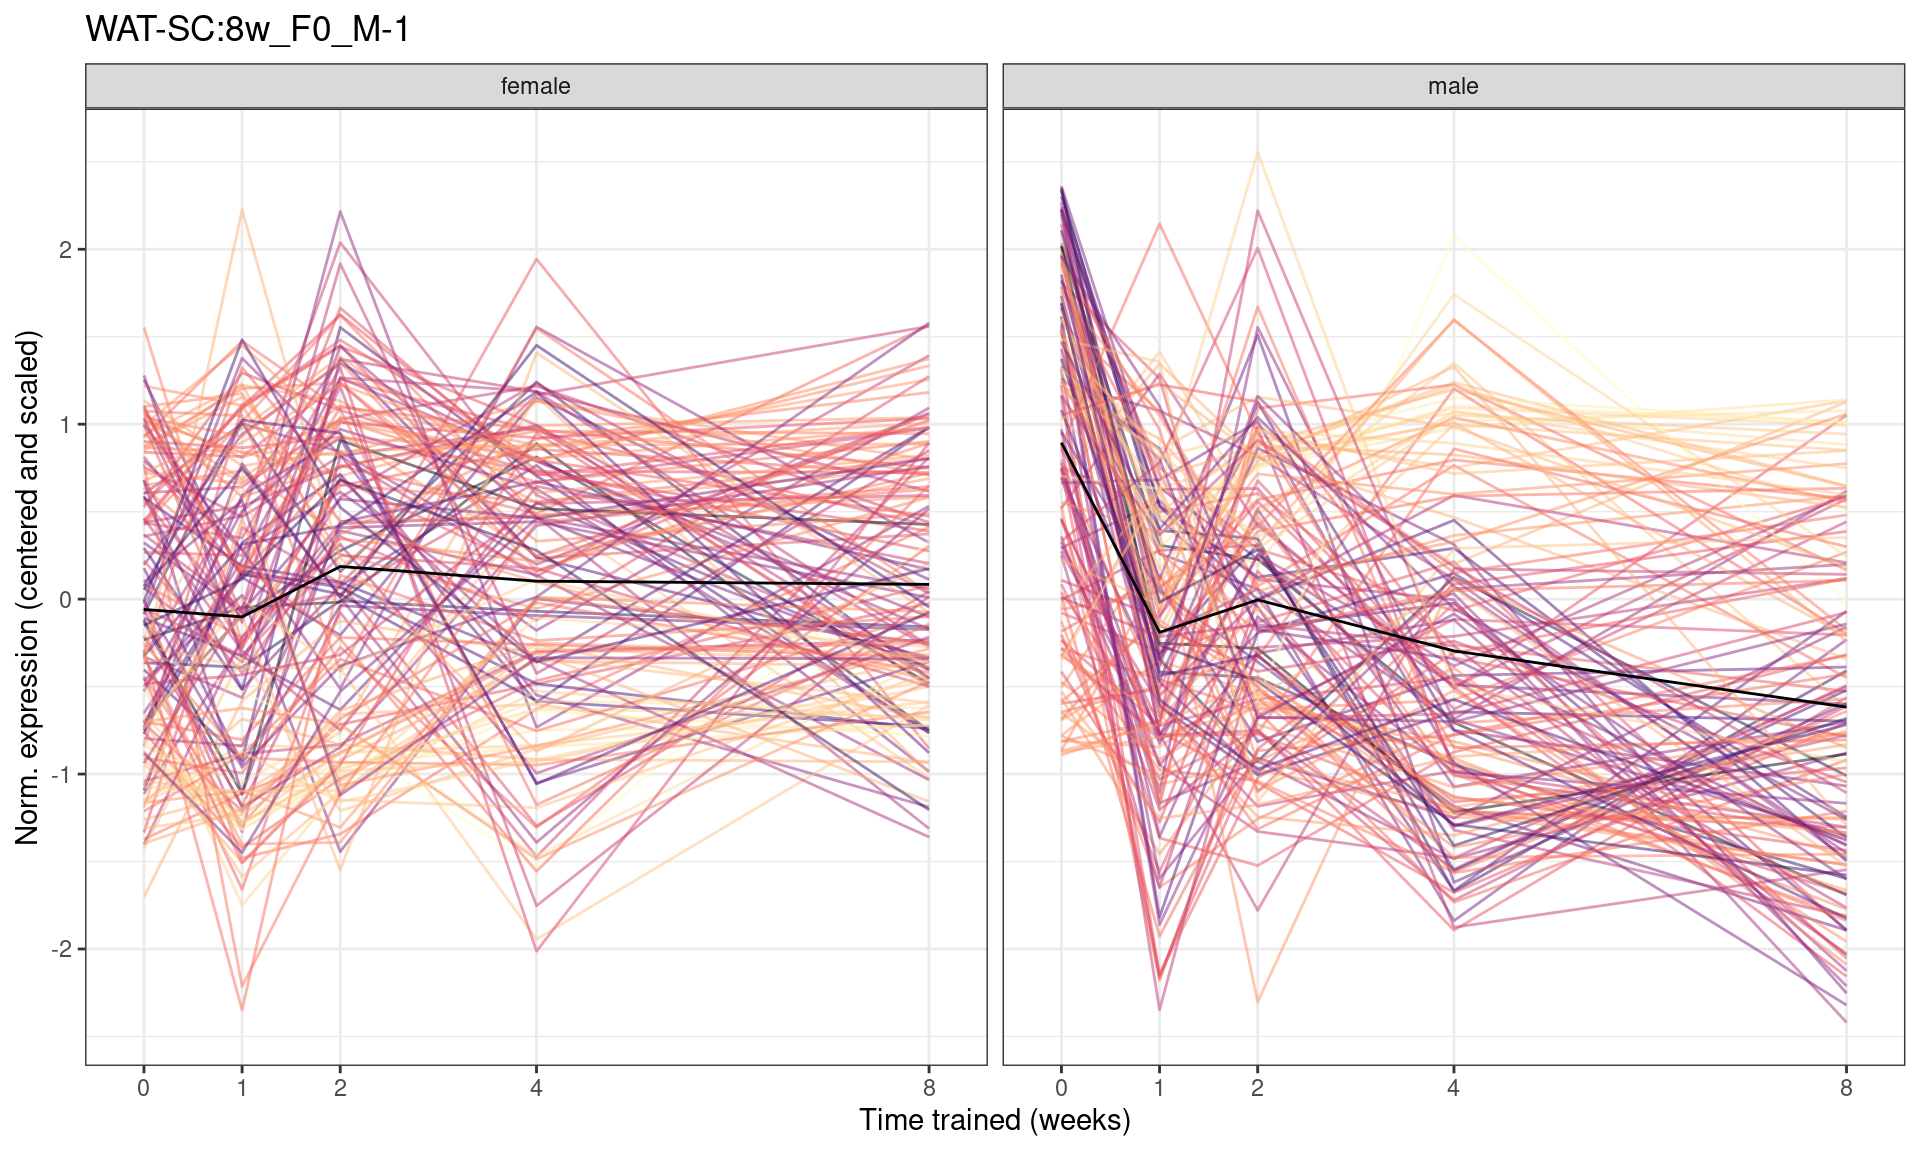 WAT-SC:8w_F0_M-1
female
male
Norm. expression (centered and scaled)
2
1
0
-1
-2
0 1 2 4 8
0 1 2 4 8
Time trained (weeks)